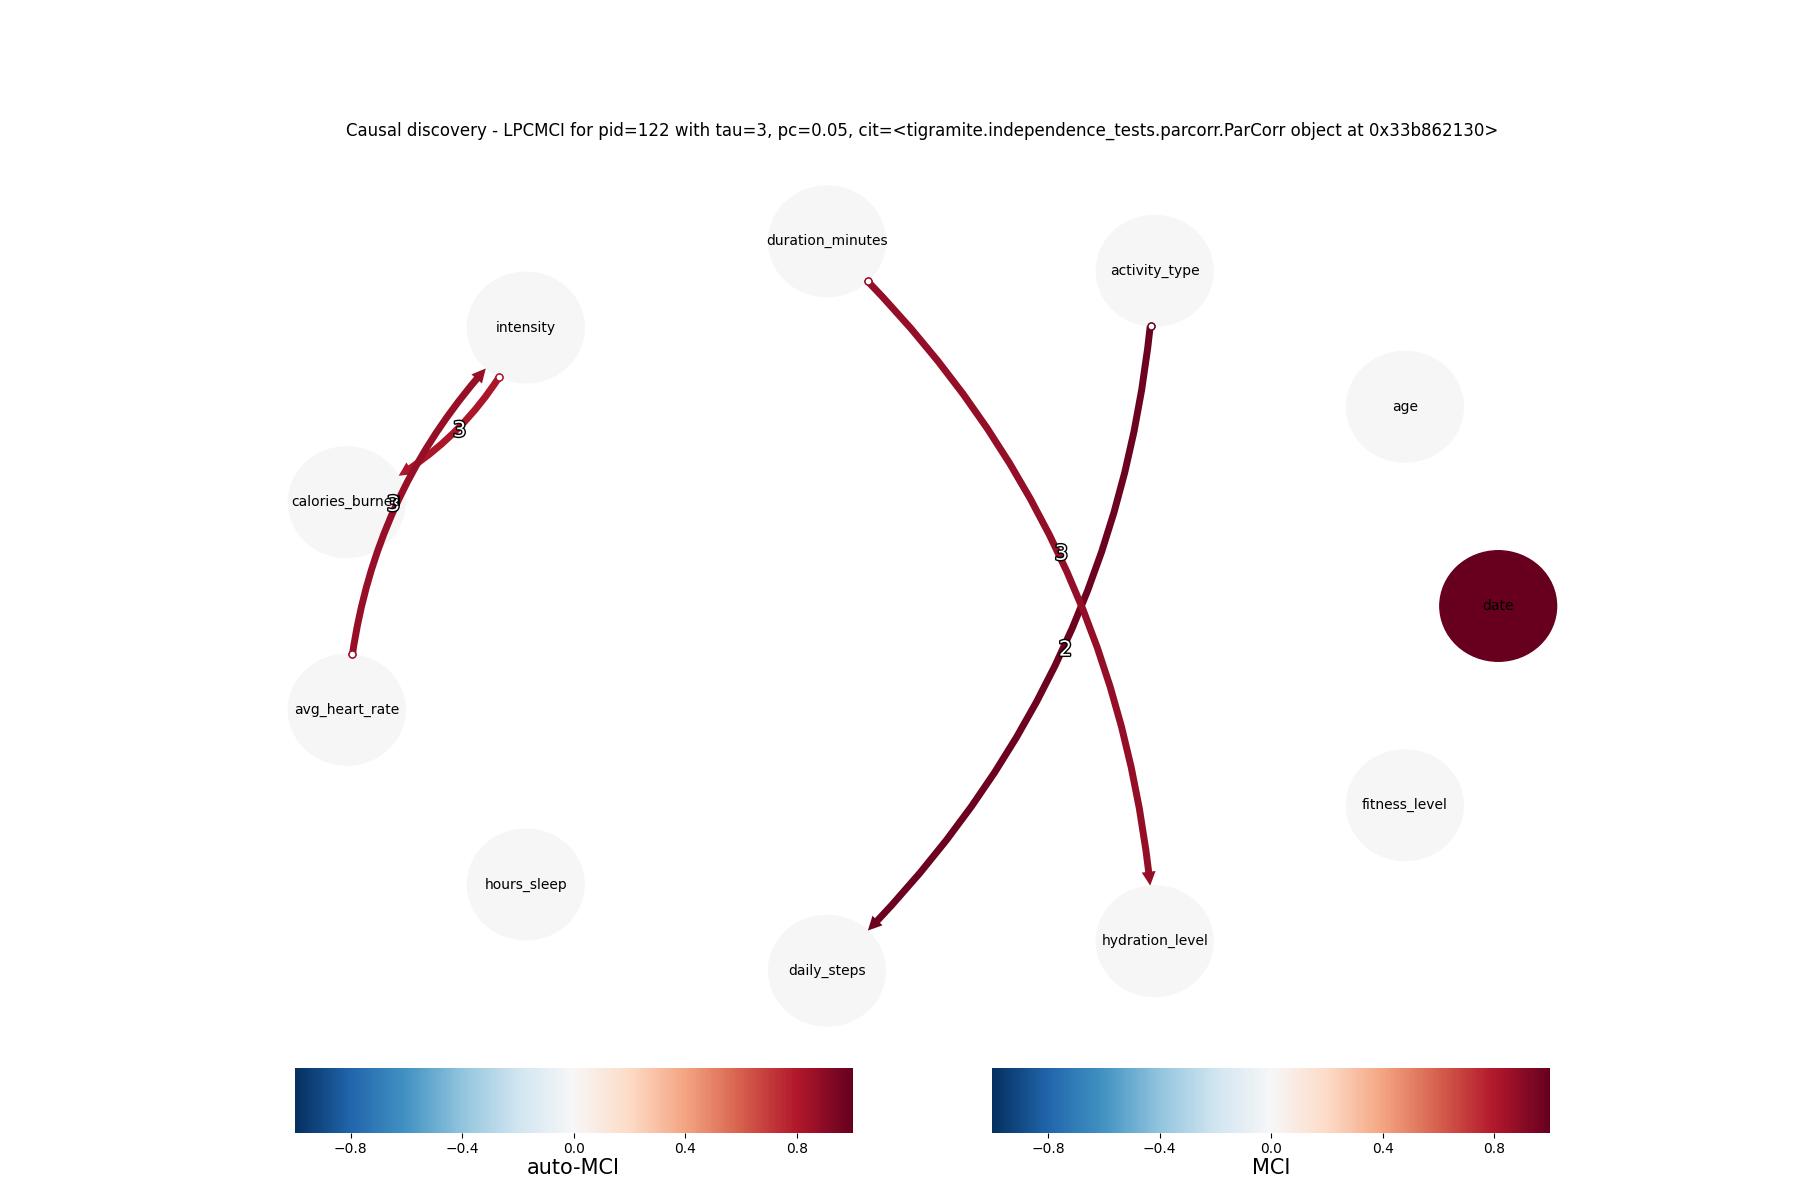 Causal discovery - LPCMCI for pid=122 with tau=3, pc=0.05, cit=<tigramite.independence_tests.parcorr.ParCorr object at 0x33b862130>
duration_minutes
activity_type
intensity
age
3
calories_burned
3
3
date
2
avg_heart_rate
fitness_level
hours_sleep
hydration_level
daily_steps
−0.8 −0.4 0.0 0.4 0.8
auto-MCI
−0.8 −0.4 0.0 0.4 0.8
MCI